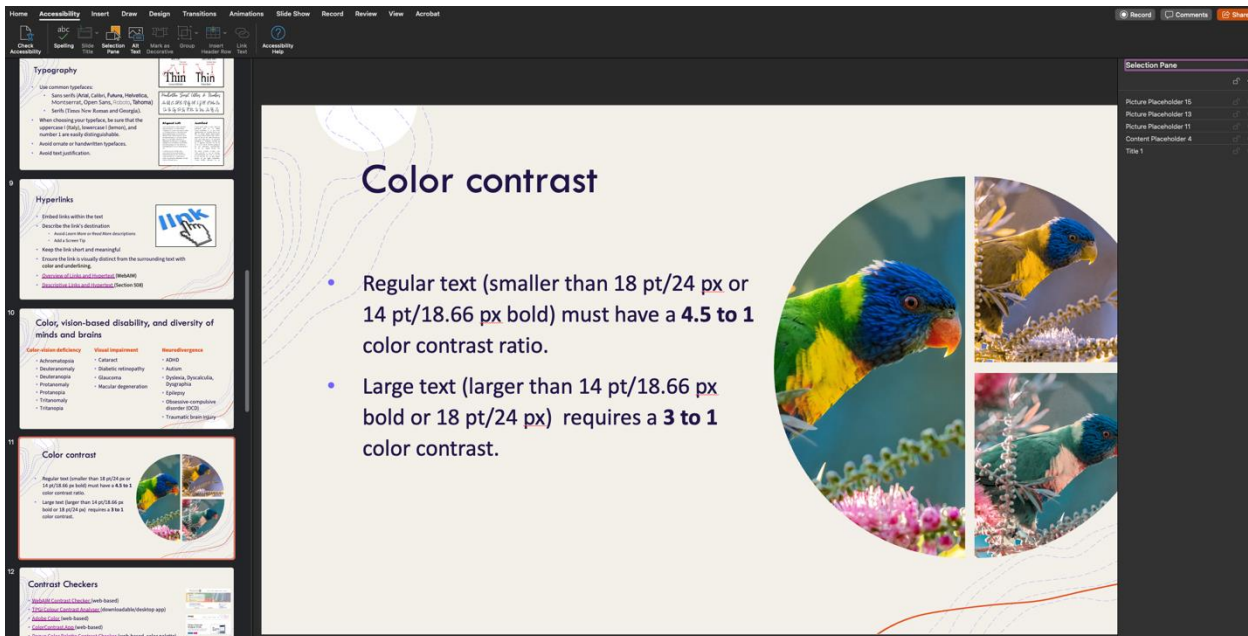 Home Accessibility Insert Draw Design Transitions Animations Slide Show Record Review View Acrobat
Record Comments Share
abc
Check Accessibility Spelling Slide Title Selection Pane Alt Text Mark as Decorative Group Insert Header Row Link Text Accessibility Help
Typography
Use common typefaces:
Sans serifs (Arial, Calibri, Futura, Helvetica,
Montserrat, Open Sans, Roboto, Tahoma)
Serifs (Times New Roman and Georgia).
When choosing your typeface, be sure that the
uppercase I (Italy), lowercase l (lemon), and
number 1 are easily distinguishable.
Avoid ornate or handwritten typefaces.
Avoid text justification.
Thin Thin
9
Hyperlinks
Embed links within the text
Describe the link's destination
Avoid Learn More or Read More descriptions
Add a Screen Tip
Keep the link short and meaningful
Ensure the link is visually distinct from the surrounding text with
color and underlining.
Overview of Links and Hypertext (WebAIM)
Descriptive Links and Hypertext (Section 508)
link
10
Color, vision-based disability, and diversity of
minds and brains
Color-vision deficiency
Achromatopsia
Deuteranomaly
Deuteranopia
Protanomaly
Protanopia
Tritanomaly
Tritanopia
Visual impairment
Cataract
Diabetic retinopathy
Glaucoma
Macular degeneration
Neurodivergence
ADHD
Autism
Dyslexia, Dyscalculia,
Dysgraphia
Epilepsy
Obsessive-compulsive
disorder (OCD)
Traumatic brain injury
11
Color contrast
Regular text (smaller than 18 pt/24 px or
14 pt/18.66 px bold) must have a 4.5 to 1
color contrast ratio.
Large text (larger than 14 pt/18.66 px
bold or 18 pt/24 px) requires a 3 to 1
color contrast.
12
Contrast Checkers
WebAIM Contrast Checker (web-based)
TPGi Colour Contrast Analyser (downloadable/desktop app)
Adobe Color (web-based)
ColorContrast App (web-based)
Color contrast
• Regular text (smaller than 18 pt/24 px or
14 pt/18.66 px bold) must have a 4.5 to 1
color contrast ratio.
• Large text (larger than 14 pt/18.66 px
bold or 18 pt/24 px) requires a 3 to 1
color contrast.
Selection Pane
Picture Placeholder 15
Picture Placeholder 13
Picture Placeholder 11
Content Placeholder 4
Title 1